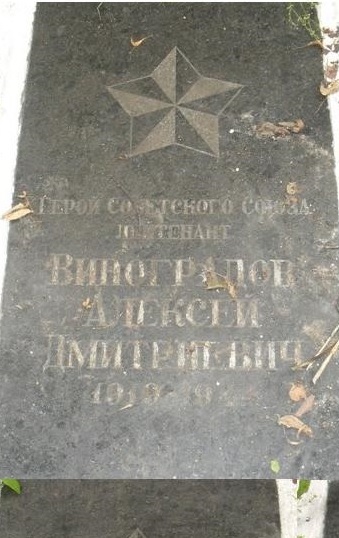 Герой Советского Союза
лейтенант
Виноградов
Алексей
Дмитриевич